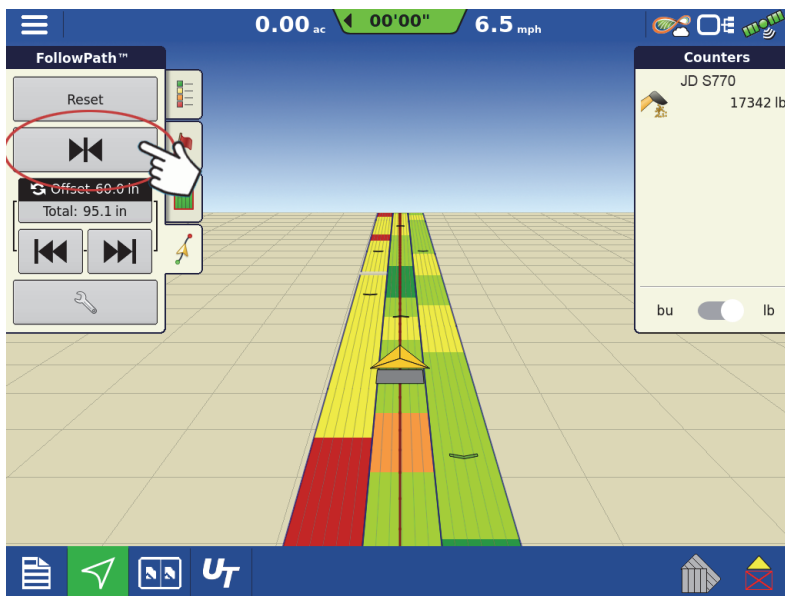 0.00 ac 00'00" 6.5 mph
FollowPath™
Reset
Offset 60.0 in
Total: 95.1 in
Counters
JD S770
17342 lb
bu lb
UT